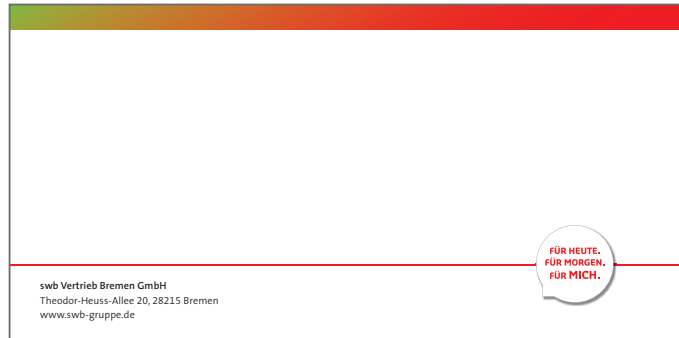 FÜR HEUTE.
FÜR MORGEN.
FÜR MICH.
swb Vertrieb Bremen GmbH
Theodor-Heuss-Allee 20, 28215 Bremen
www.swb-gruppe.de